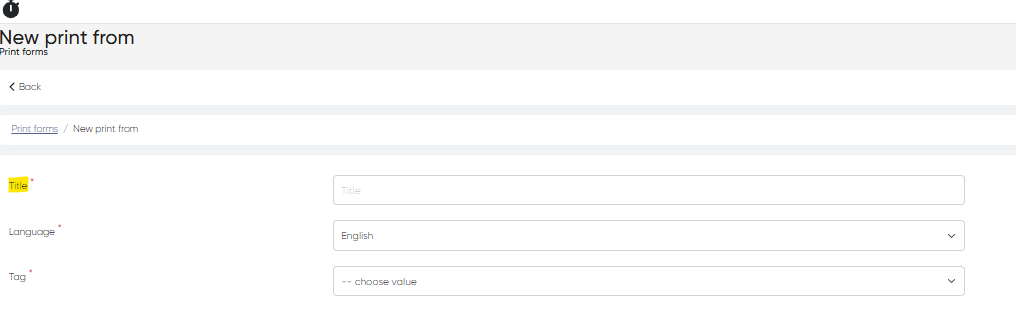 New print from
Print forms
Back
Print forms / New print from
Title *
Title
Language *
English
Tag *
-- choose value